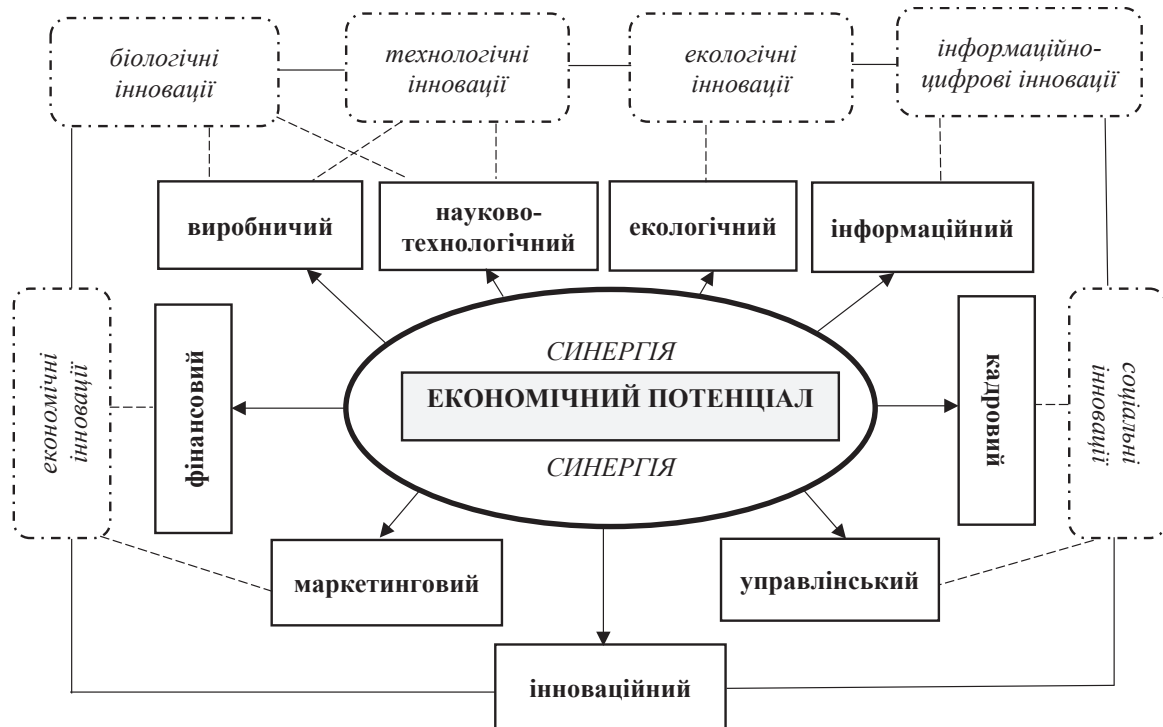 біологічні
інновації
технологічні
інновації
екологічні
інновації
інформаційно-
цифрові інновації
виробничий
науково-
технологічний
екологічний
інформаційний
економічні
інновації
фінансовий
СИНЕРГІЯ
ЕКОНОМІЧНИЙ ПОТЕНЦІАЛ
СИНЕРГІЯ
кадровий
соціальні
інновації
маркетинговий
управлінський
інноваційний